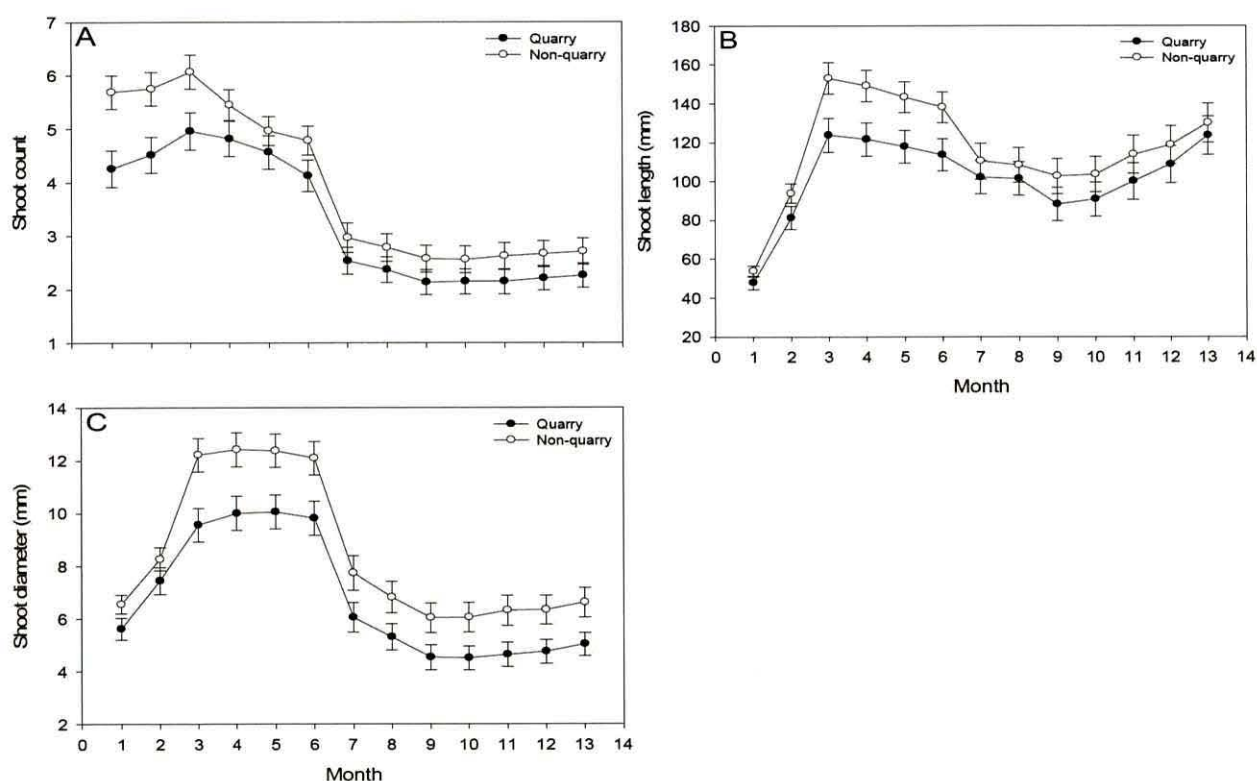 A
Quarry
Non-quarry
Shoot count
7
6
5
4
3
2
1
B
Quarry
Non-quarry
Shoot length (mm)
180
160
140
120
100
80
60
40
20
0 1 2 3 4 5 6 7 8 9 10 11 12 13 14
Month
C
Quarry
Non-quarry
Shoot diameter (mm)
14
12
10
8
6
4
2
0 1 2 3 4 5 6 7 8 9 10 11 12 13 14
Month